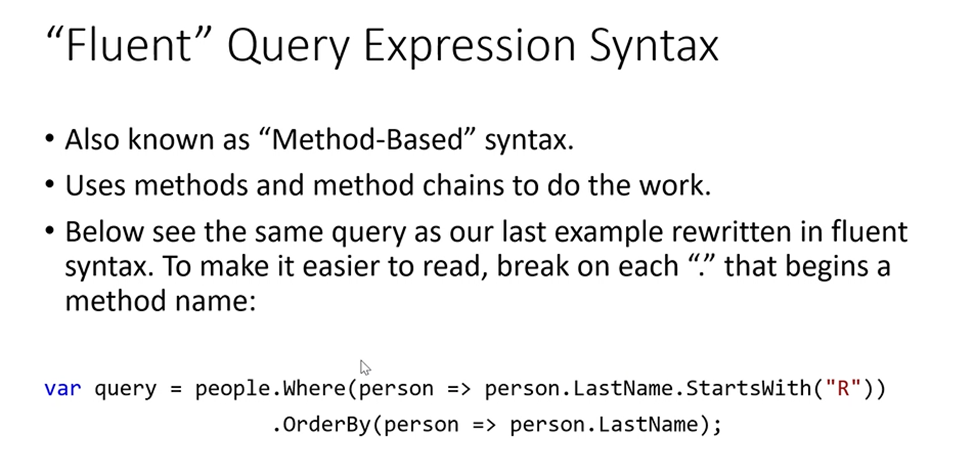 “Fluent” Query Expression Syntax
• Also known as “Method-Based” syntax.
• Uses methods and method chains to do the work.
• Below see the same query as our last example rewritten in fluent
syntax. To make it easier to read, break on each “.” that begins a
method name:
var query = people.Where(person => person.LastName.StartsWith("R"))
.OrderBy(person => person.LastName);